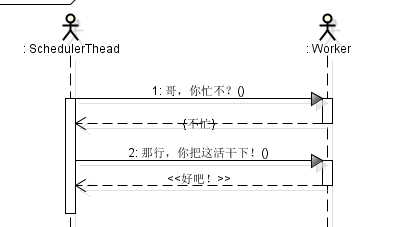 : SchedulerThead
: Worker
1: 哥，你忙不？()
{不忙}
2: 那行，你把这活干下！()
<<好吧！>>